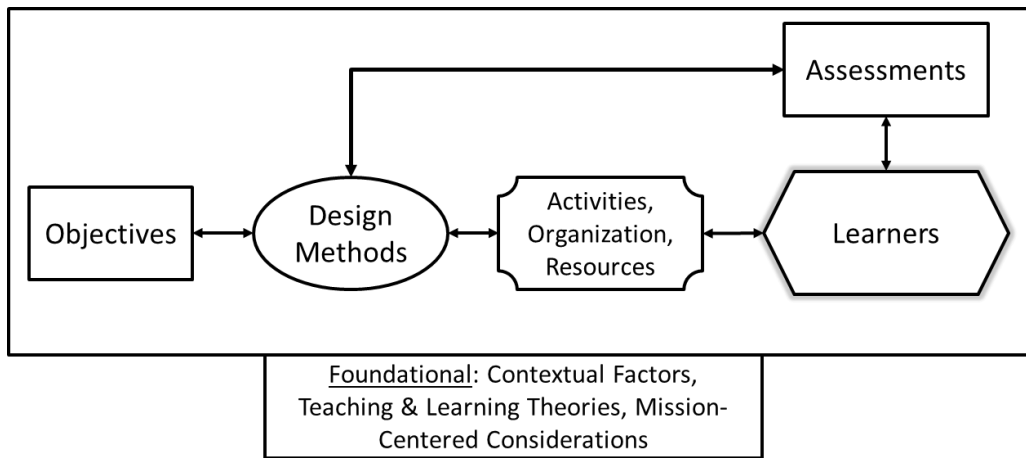 Assessments
Objectives
Design
Methods
Activities,
Organization,
Resources
Learners
Foundational: Contextual Factors,
Teaching & Learning Theories, Mission-
Centered Considerations